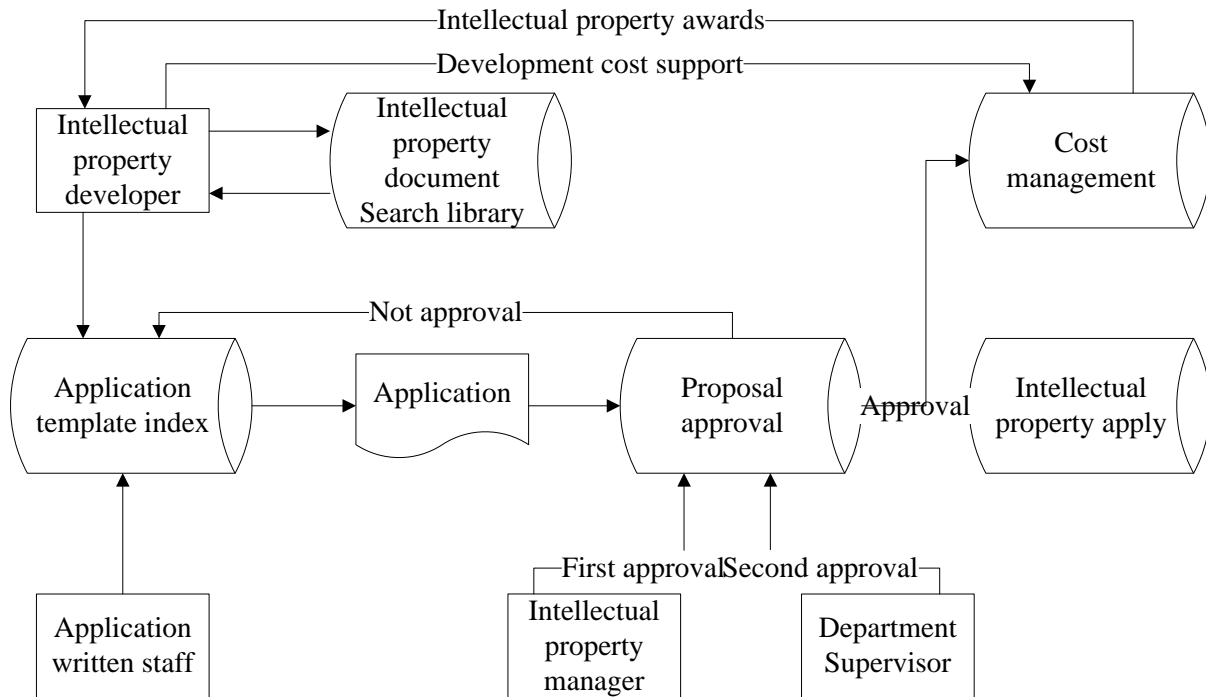 Intellectual property awards
Development cost support
Intellectual
property
developer
Intellectual
property
document
Search library
Cost
management
Not approval
Application
template index
Application
Proposal
approval
Approval
Intellectual
property apply
First approval
Second approval
Application
written staff
Intellectual
property
manager
Department
Supervisor